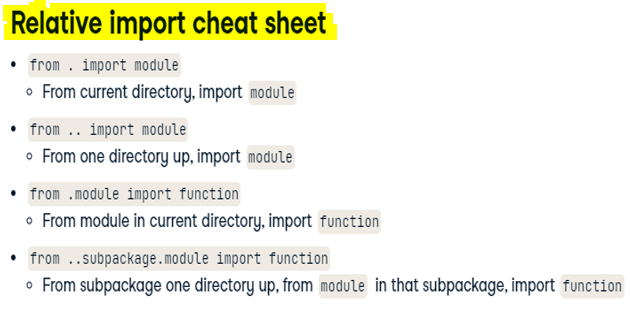 Relative import cheat sheet
• from . import module
○ From current directory, import module
• from .. import module
○ From one directory up, import module
• from .module import function
○ From module in current directory, import function
• from ..subpackage.module import function
○ From subpackage one directory up, from module in that subpackage, import function